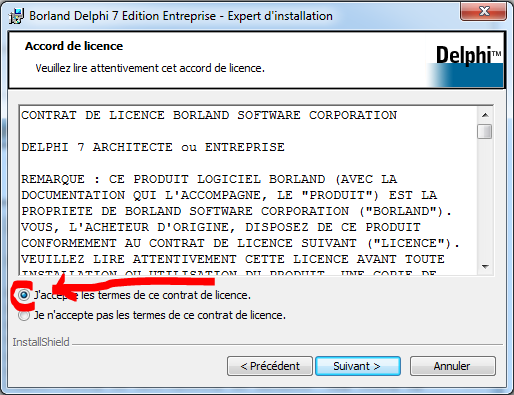 Borland Delphi 7 Edition Entreprise - Expert d'installation
Accord de licence
Veuillez lire attentivement cet accord de licence.
Delphi™
CONTRAT DE LICENCE BORLAND SOFTWARE CORPORATION
DELPHI 7 ARCHITECTE ou ENTREPRISE
REMARQUE : CE PRODUIT LOGICIEL BORLAND (AVEC LA
DOCUMENTATION QUI L'ACCOMPAGNE, LE "PRODUIT") EST LA
PROPRIETE DE BORLAND SOFTWARE CORPORATION ("BORLAND").
VOUS, L'ACHETEUR D'ORIGINE, DISPOSEZ DE CE PRODUIT
CONFORMEMENT AU CONTRAT DE LICENCE SUIVANT ("LICENCE").
VEUILLEZ LIRE ATTENTIVEMENT CETTE LICENCE AVANT TOUTE
INSTALLATION OU UTILISATION DU PRODUIT. UNE COPIE DE
J'accepte les termes de ce contrat de licence.
Je n'accepte pas les termes de ce contrat de licence.
InstallShield
< Précédent
Suivant >
Annuler